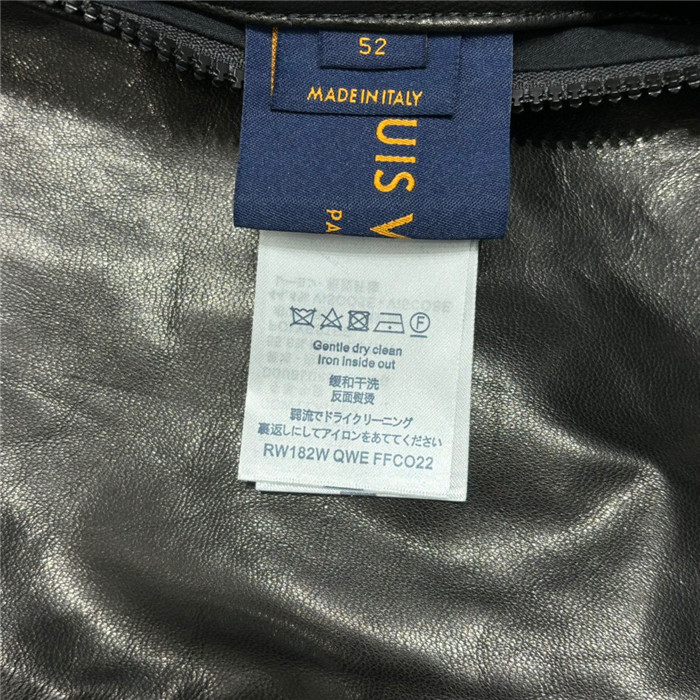 52
MADE IN ITALY
UIS V
PA
Gentle dry clean
Iron inside out
緩和干洗
反面熨燙
弱流でドライクリーニング
裏返しにしてアイロンをあててください
RW182W QWE FFCO22